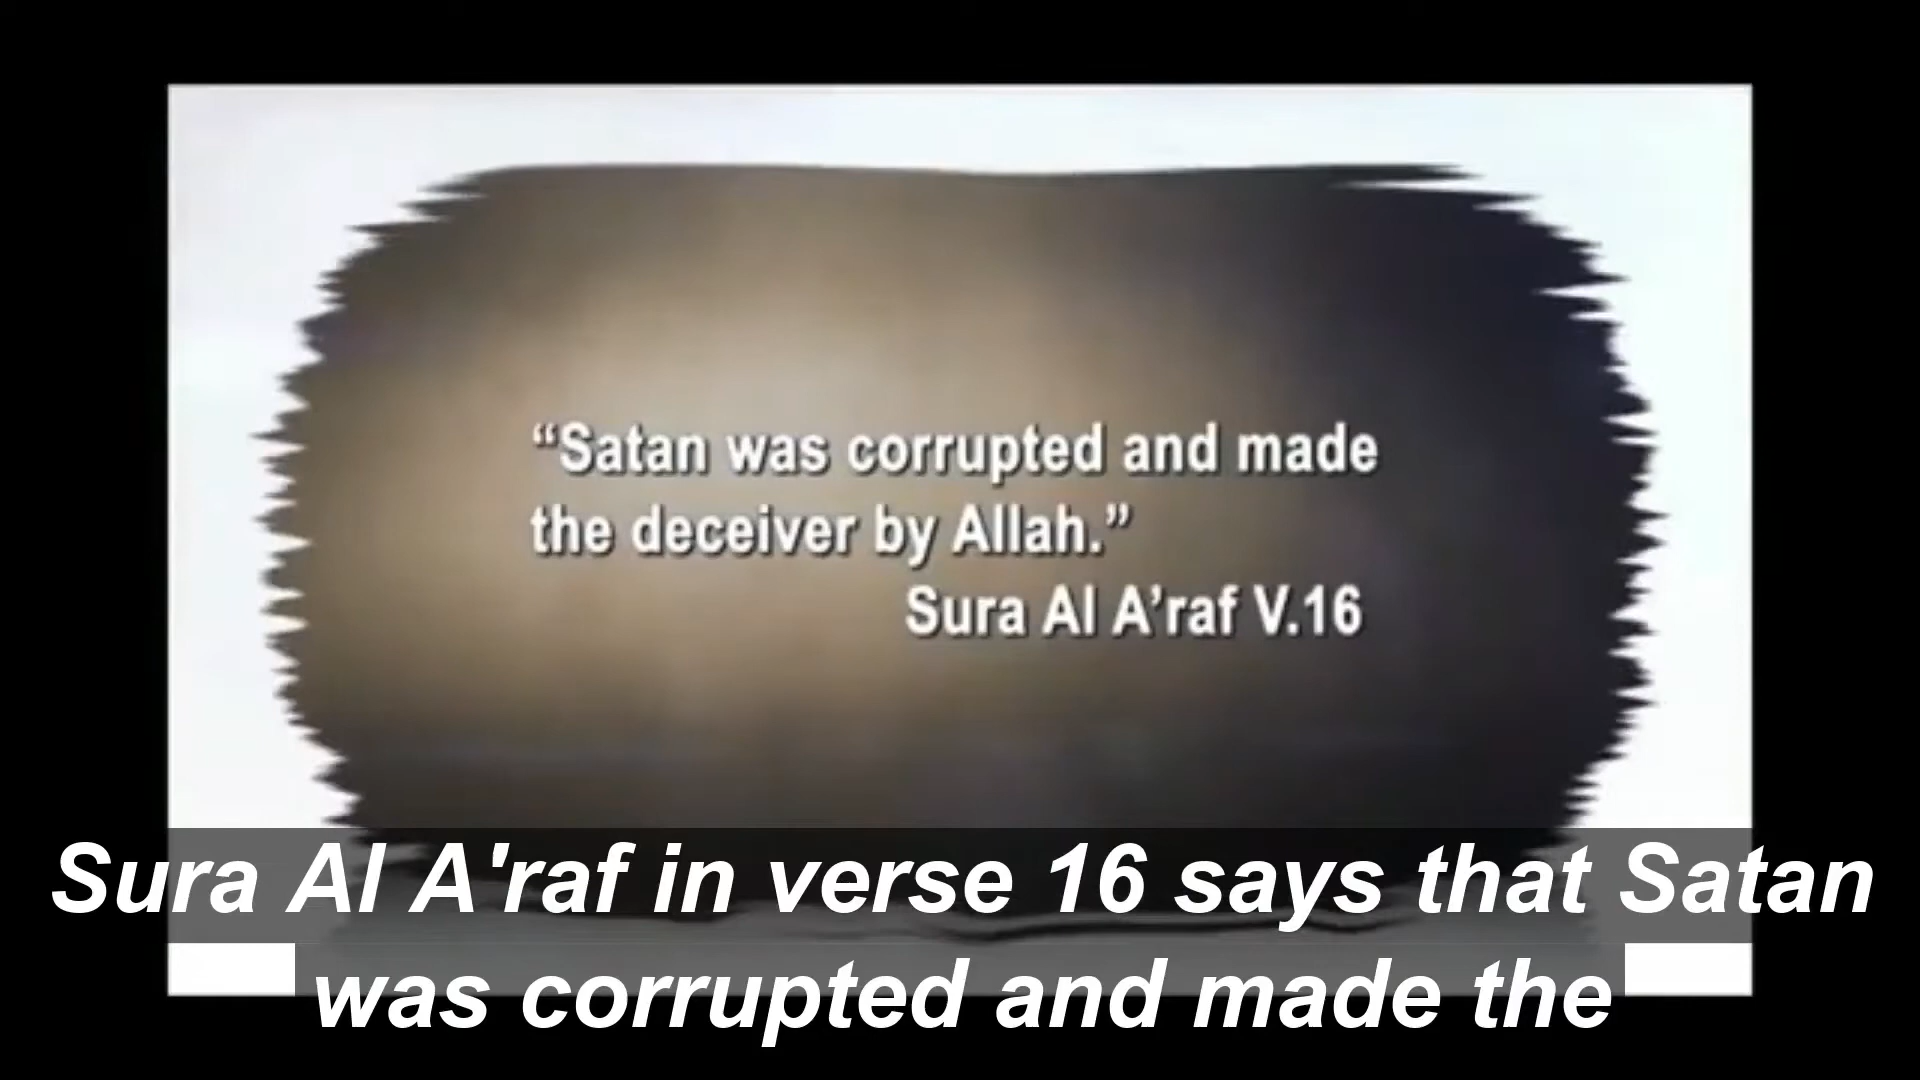 “Satan was corrupted and made
the deceiver by Allah.”
Sura Al A’raf V.16
Sura Al A'raf in verse 16 says that Satan
was corrupted and made the